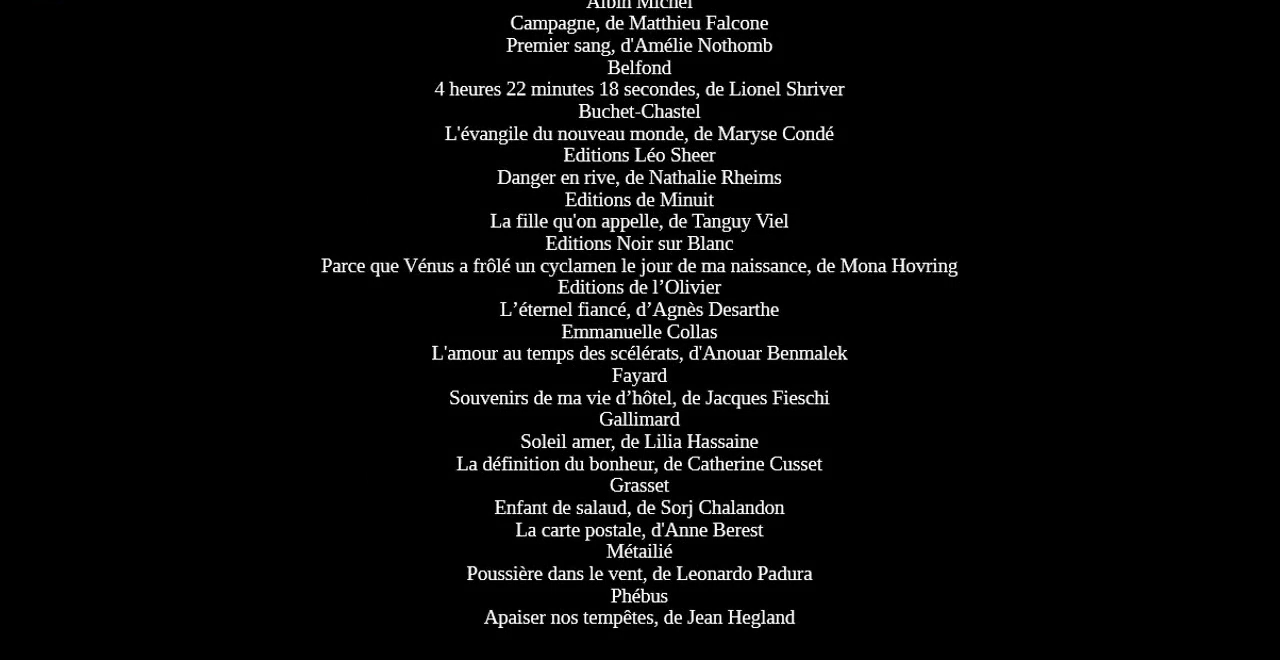 Albin Michel
Campagne, de Matthieu Falcone
Premier sang, d'Amélie Nothomb
Belfond
4 heures 22 minutes 18 secondes, de Lionel Shriver
Buchet-Chastel
L'évangile du nouveau monde, de Maryse Condé
Editions Léo Sheer
Danger en rive, de Nathalie Rheims
Editions de Minuit
La fille qu'on appelle, de Tanguy Viel
Editions Noir sur Blanc
Parce que Vénus a frôlé un cyclamen le jour de ma naissance, de Mona Hovring
Editions de l’Olivier
L’éternel fiancé, d’Agnès Desarthe
Emmanuelle Collas
L'amour au temps des scélérats, d'Anouar Benmalek
Fayard
Souvenirs de ma vie d’hôtel, de Jacques Fieschi
Gallimard
Soleil amer, de Lilia Hassaine
La définition du bonheur, de Catherine Cusset
Grasset
Enfant de salaud, de Sorj Chalandon
La carte postale, d'Anne Berest
Métailié
Poussière dans le vent, de Leonardo Padura
Phébus
Apaiser nos tempêtes, de Jean Hegland